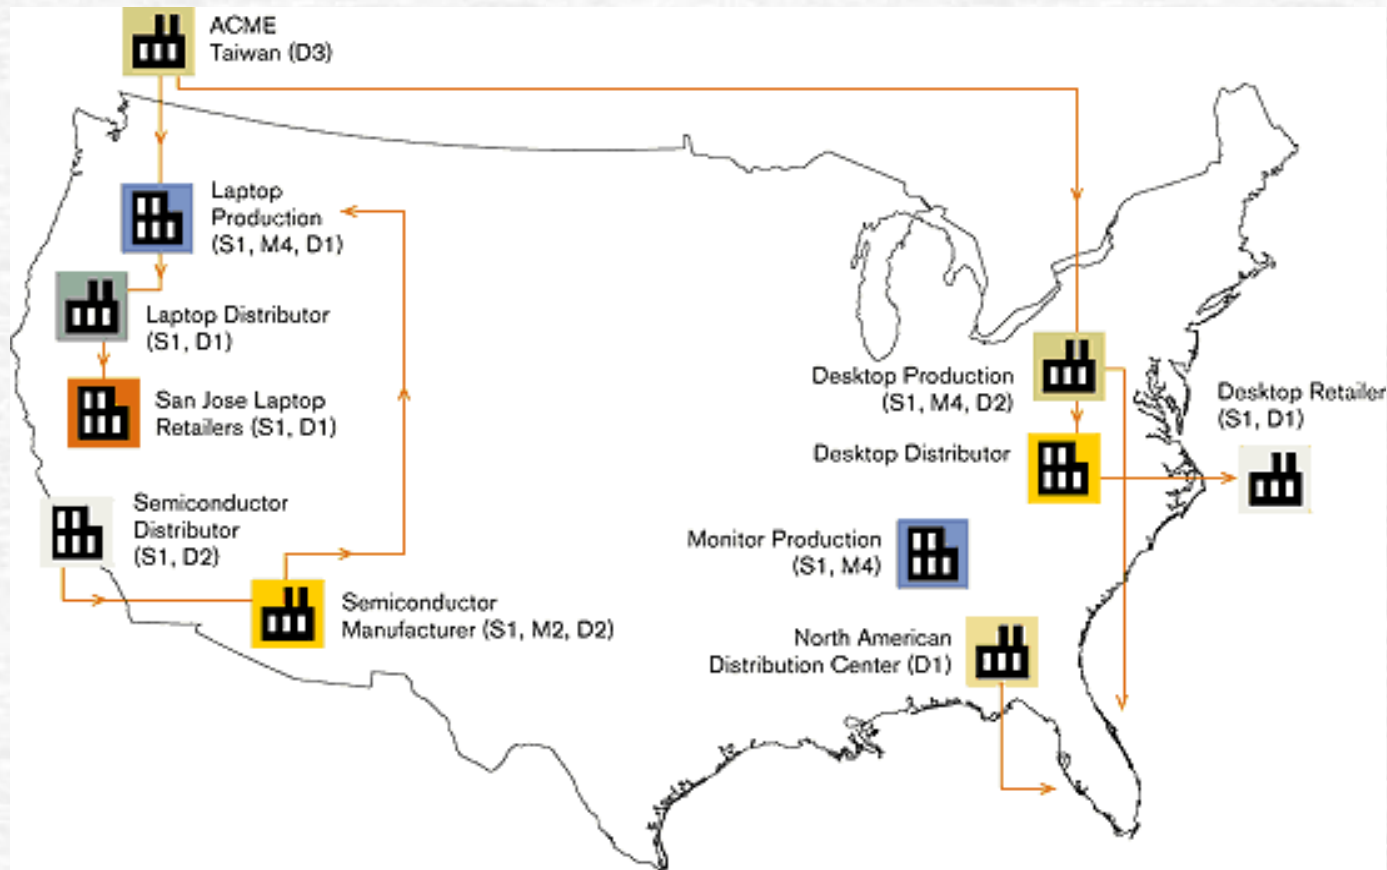 ACME
Taiwan (D3)
Laptop
Production
(S1, M4, D1)
Laptop Distributor
(S1, D1)
San Jose Laptop
Retailers (S1, D1)
Semiconductor
Distributor
(S1, D2)
Semiconductor
Manufacturer (S1, M2, D2)
Desktop Production
(S1, M4, D2)
Desktop Retailer
(S1, D1)
Desktop Distributor
Monitor Production
(S1, M4)
North American
Distribution Center (D1)